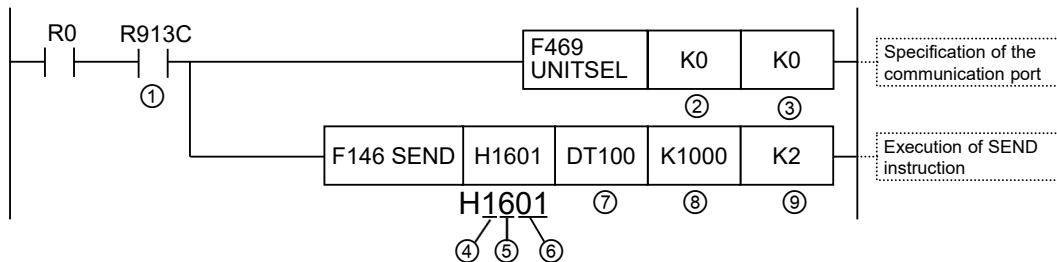 R0 R913C
①
F469
UNITSEL
K0 K0
② ③
Specification of the
communication port
F146 SEND H1601 DT100 K1000 K2
Execution of SEND
instruction
H1601
⑦ ⑧ ⑨
④ ⑤ ⑥